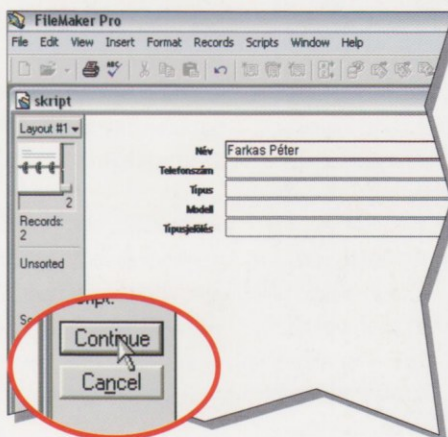 FileMaker Pro
File Edit View Insert Format Records Scripts Window Help
ABC
skript
Layout #1
2
Records:
2
Unsorted
Név Farkas Péter
Telefonszám
Típus
Modell
Típusjelölés
Continue
Cancel